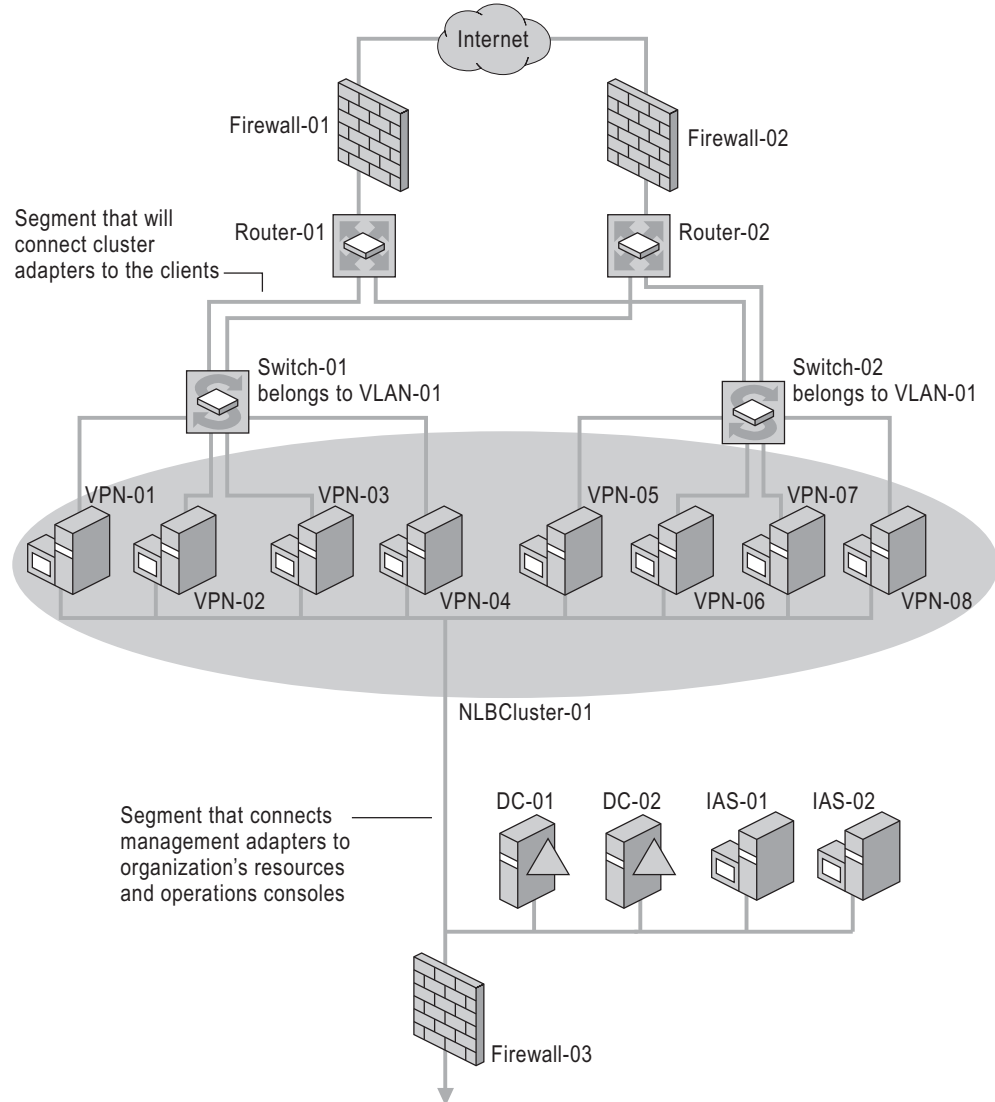 Internet
Firewall-01
Firewall-02
Segment that will
connect cluster
adapters to the clients
Router-01
Router-02
Switch-01
belongs to VLAN-01
Switch-02
belongs to VLAN-01
VPN-01
VPN-03
VPN-05
VPN-07
VPN-02
VPN-04
VPN-06
VPN-08
NLBCluster-01
Segment that connects
management adapters to
organization's resources
and operations consoles
DC-01
DC-02
IAS-01
IAS-02
Firewall-03